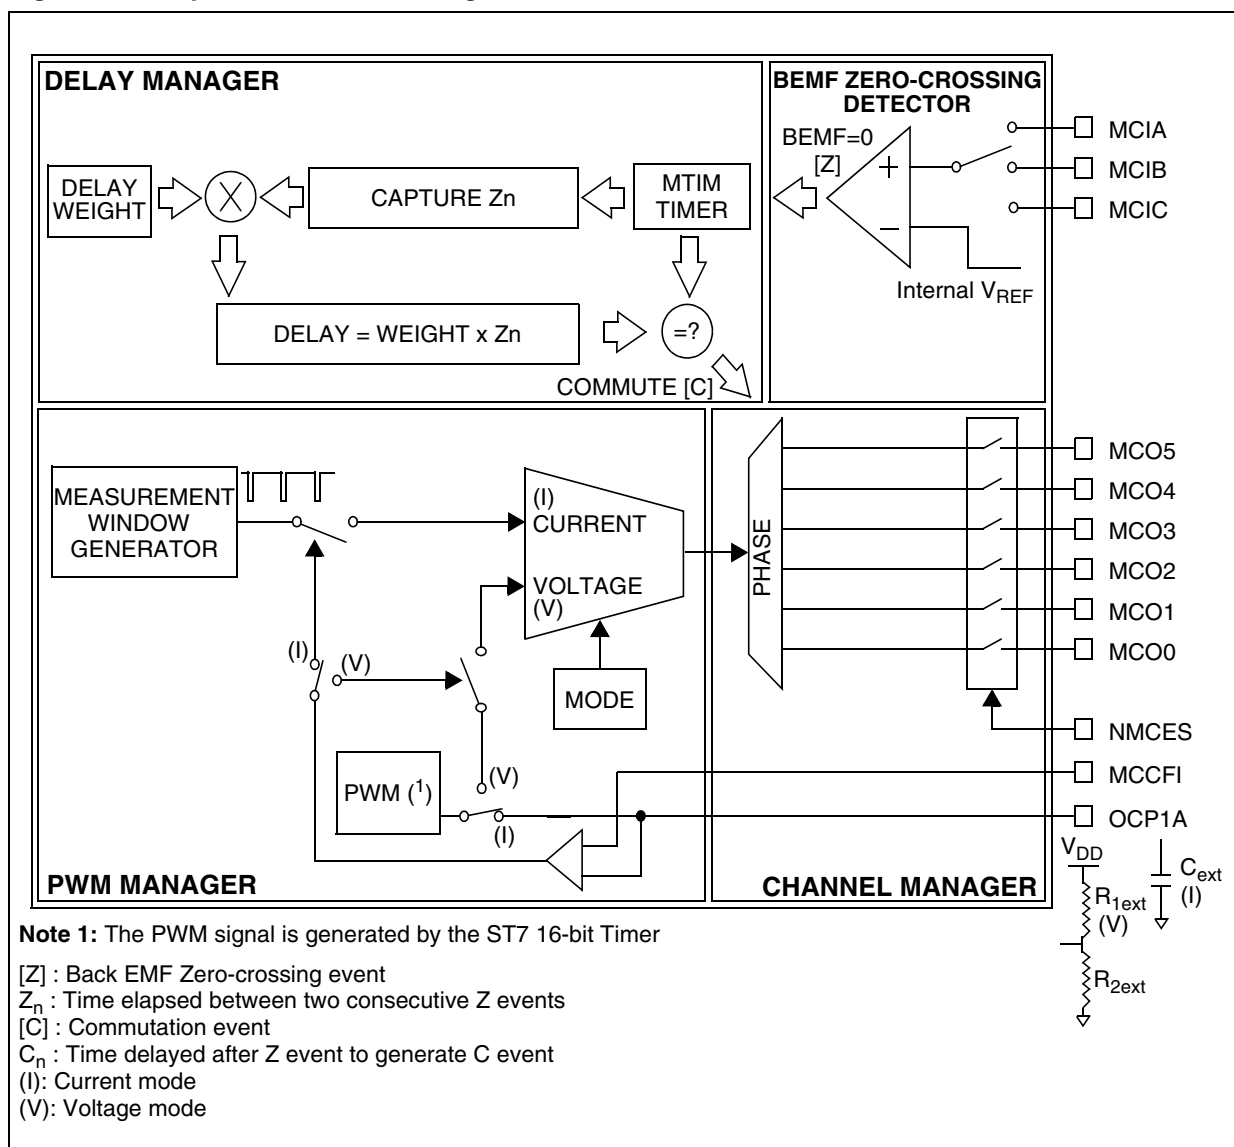 DELAY MANAGER
BEMF ZERO-CROSSING
DETECTOR
BEMF=0
[Z]
+
−
Internal VREF
MCIA
MCIB
MCIC
DELAY
WEIGHT
X
CAPTURE Zn
MTIM
TIMER
DELAY = WEIGHT x Zn
=?
COMMUTE [C]
MEASUREMENT
WINDOW
GENERATOR
(I)
CURRENT
VOLTAGE
(V)
(I)
(V)
MODE
PWM (1)
(V)
(I)
PWM MANAGER
PHASE
CHANNEL MANAGER
MCO5
MCO4
MCO3
MCO2
MCO1
MCO0
NMCES
MCCFI
OCP1A
VDD
R1ext
(V)
R2ext
Cext
(I)
Note 1: The PWM signal is generated by the ST7 16-bit Timer
[Z] : Back EMF Zero-crossing event
Zn : Time elapsed between two consecutive Z events
[C] : Commutation event
Cn : Time delayed after Z event to generate C event
(I): Current mode
(V): Voltage mode